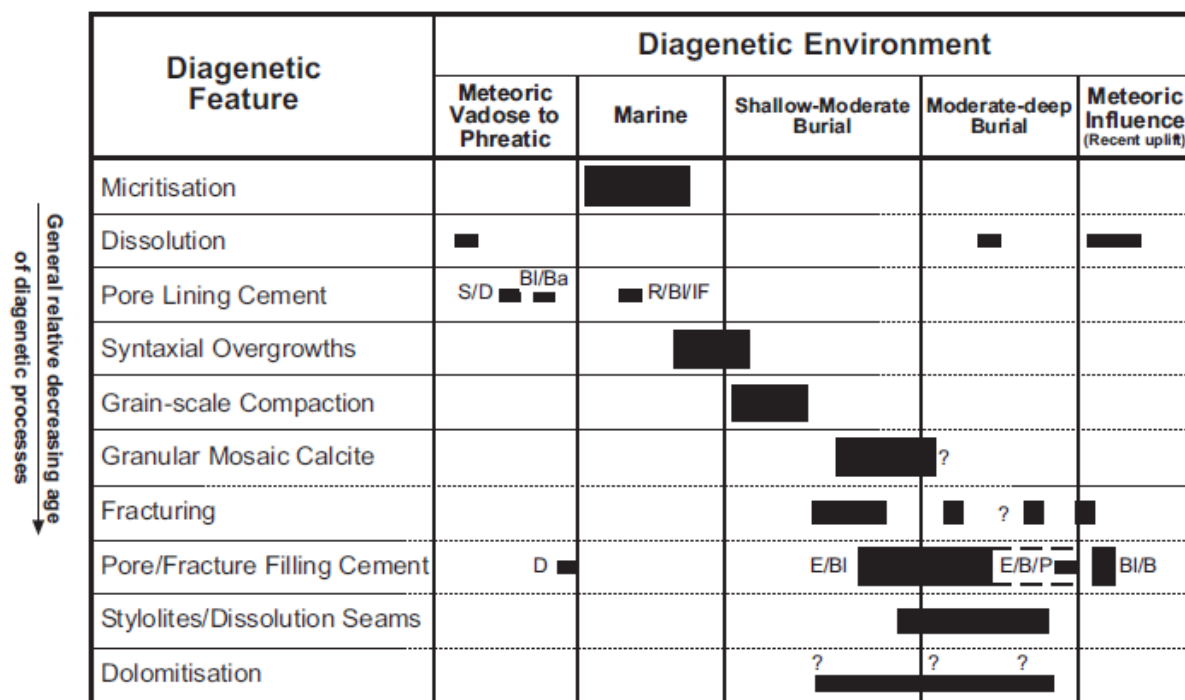 Diagenetic
Feature
Diagenetic Environment
Meteoric
Vadose to
Phreatic
Marine
Shallow-Moderate
Burial
Moderate-deep
Burial
Meteoric
Influence
(Recent uplift)
General relative decreasing age
of diagenetic processes
Micritisation
Dissolution
Pore Lining Cement
S/D
Bl/Ba
R/Bl/IF
Syntaxial Overgrowths
Grain-scale Compaction
Granular Mosaic Calcite
?
Fracturing
?
Pore/Fracture Filling Cement
D
E/Bl
E/B/P
Bl/B
Stylolites/Dissolution Seams
Dolomitisation
? ? ?